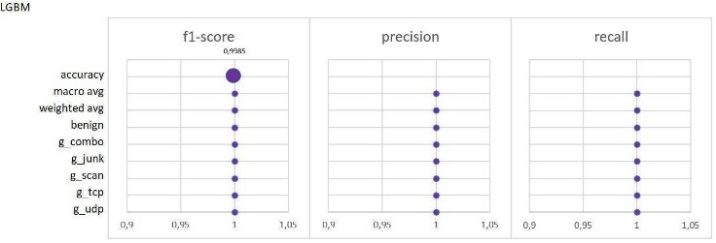 LGBM
f1-score precision recall
0,9985
accuracy
macro avg
weighted avg
benign
g_combo
g_junk
g_scan
g_tcp
g_udp
0,9 0,95 1 1,05 0,9 0,95 1 1,05 0,9 0,95 1 1,05